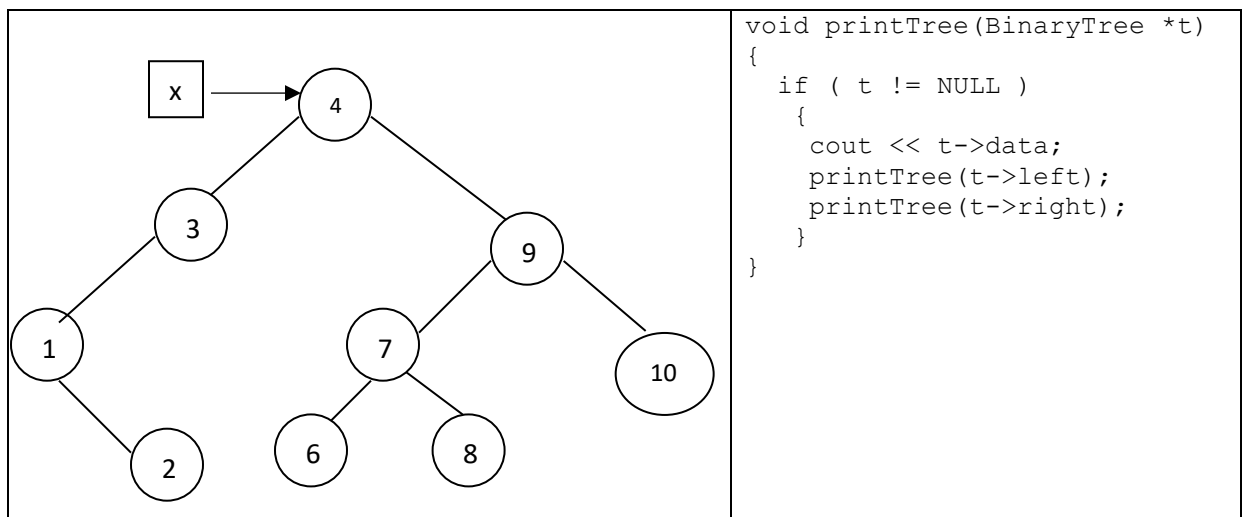 x
4
3
9
1
7
10
2
6
8
void printTree(BinaryTree *t)
{
if ( t != NULL )
{
cout << t->data;
printTree(t->left);
printTree(t->right);
}
}